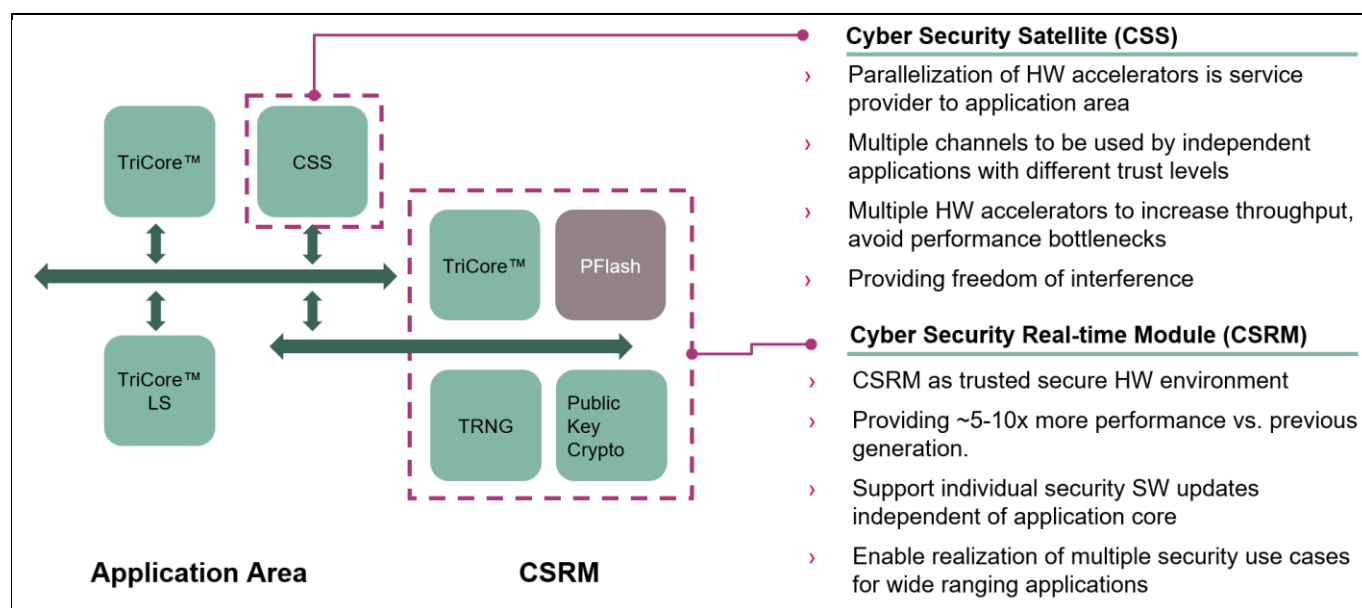 TriCore™
CSS
TriCore™
LS
TriCore™
PFlash
TRNG
Public
Key
Crypto
Application Area
CSRM
Cyber Security Satellite (CSS)
› Parallelization of HW accelerators is service
provider to application area
› Multiple channels to be used by independent
applications with different trust levels
› Multiple HW accelerators to increase throughput,
avoid performance bottlenecks
› Providing freedom of interference
Cyber Security Real-time Module (CSRM)
› CSRM as trusted secure HW environment
› Providing ~5-10x more performance vs. previous
generation.
› Support individual security SW updates
independent of application core
› Enable realization of multiple security use cases
for wide ranging applications